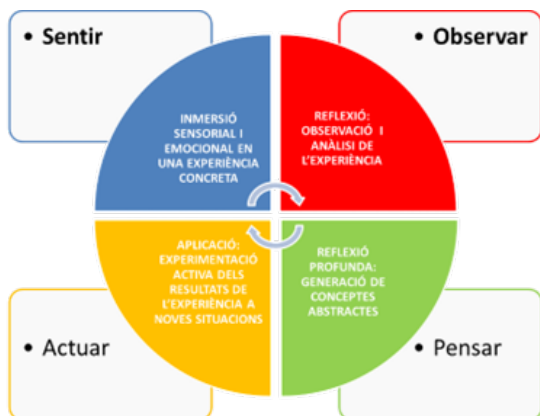 • Sentir
• Observar
INMERSIÓ
SENSORIAL I
EMOCIONAL EN
UNA EXPERIÈNCIA
CONCRETA
REFLEXIÓ:
OBSERVACIÓ I
ANÀLISI DE
L'EXPERIÈNCIA
APLICACIÓ:
EXPERIMENTACIÓ
ACTIVA DELS
RESULTATS DE
L'EXPERIÈNCIA A
NOVES SITUACIONS
REFLEXIÓ
PROFUNDA:
GENERACIÓ DE
CONCEPTES
ABSTRACTES
• Actuar
• Pensar